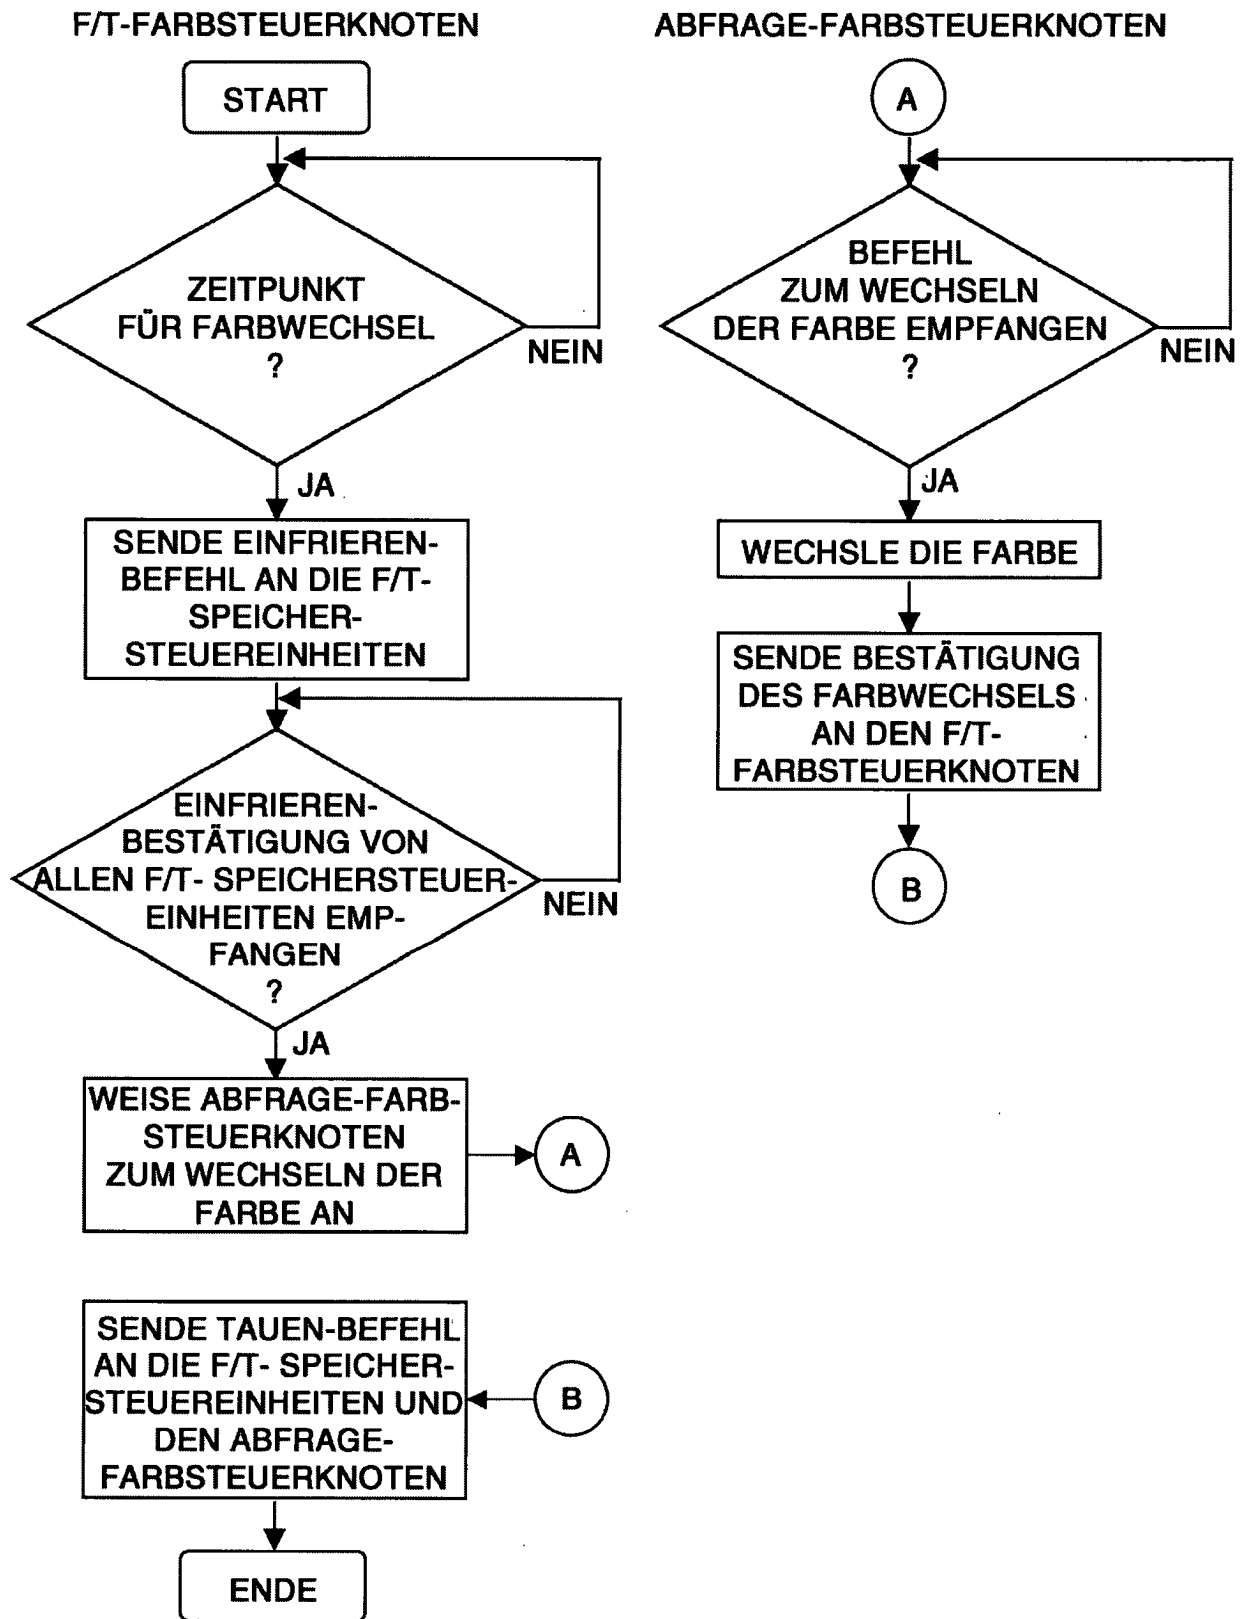 F/T-FARBSTEUERKNOTEN
START
ZEITPUNKT
FÜR FARBWECHSEL
?
NEIN
JA
SENDE EINFRIEREN-
BEFEHL AN DIE F/T-
SPEICHER-
STEUEREINHEITEN
EINFRIEREN-
BESTÄTIGUNG VON
ALLEN F/T- SPEICHERSTEUER-
EINHEITEN EMP-
FANGEN
?
NEIN
JA
WEISE ABFRAGE-FARB-
STEUERKNOTEN
ZUM WECHSELN DER
FARBE AN
A
SENDE TAUEN-BEFEHL
AN DIE F/T- SPEICHER-
STEUEREINHEITEN UND
DEN ABFRAGE-
FARBSTEUERKNOTEN
B
ENDE
ABFRAGE-FARBSTEUERKNOTEN
A
BEFEHL
ZUM WECHSELN
DER FARBE EMPFANGEN
?
NEIN
JA
WECHSLE DIE FARBE
SENDE BESTÄTIGUNG
DES FARBWECHSELS
AN DEN F/T-
FARBSTEUERKNOTEN
B